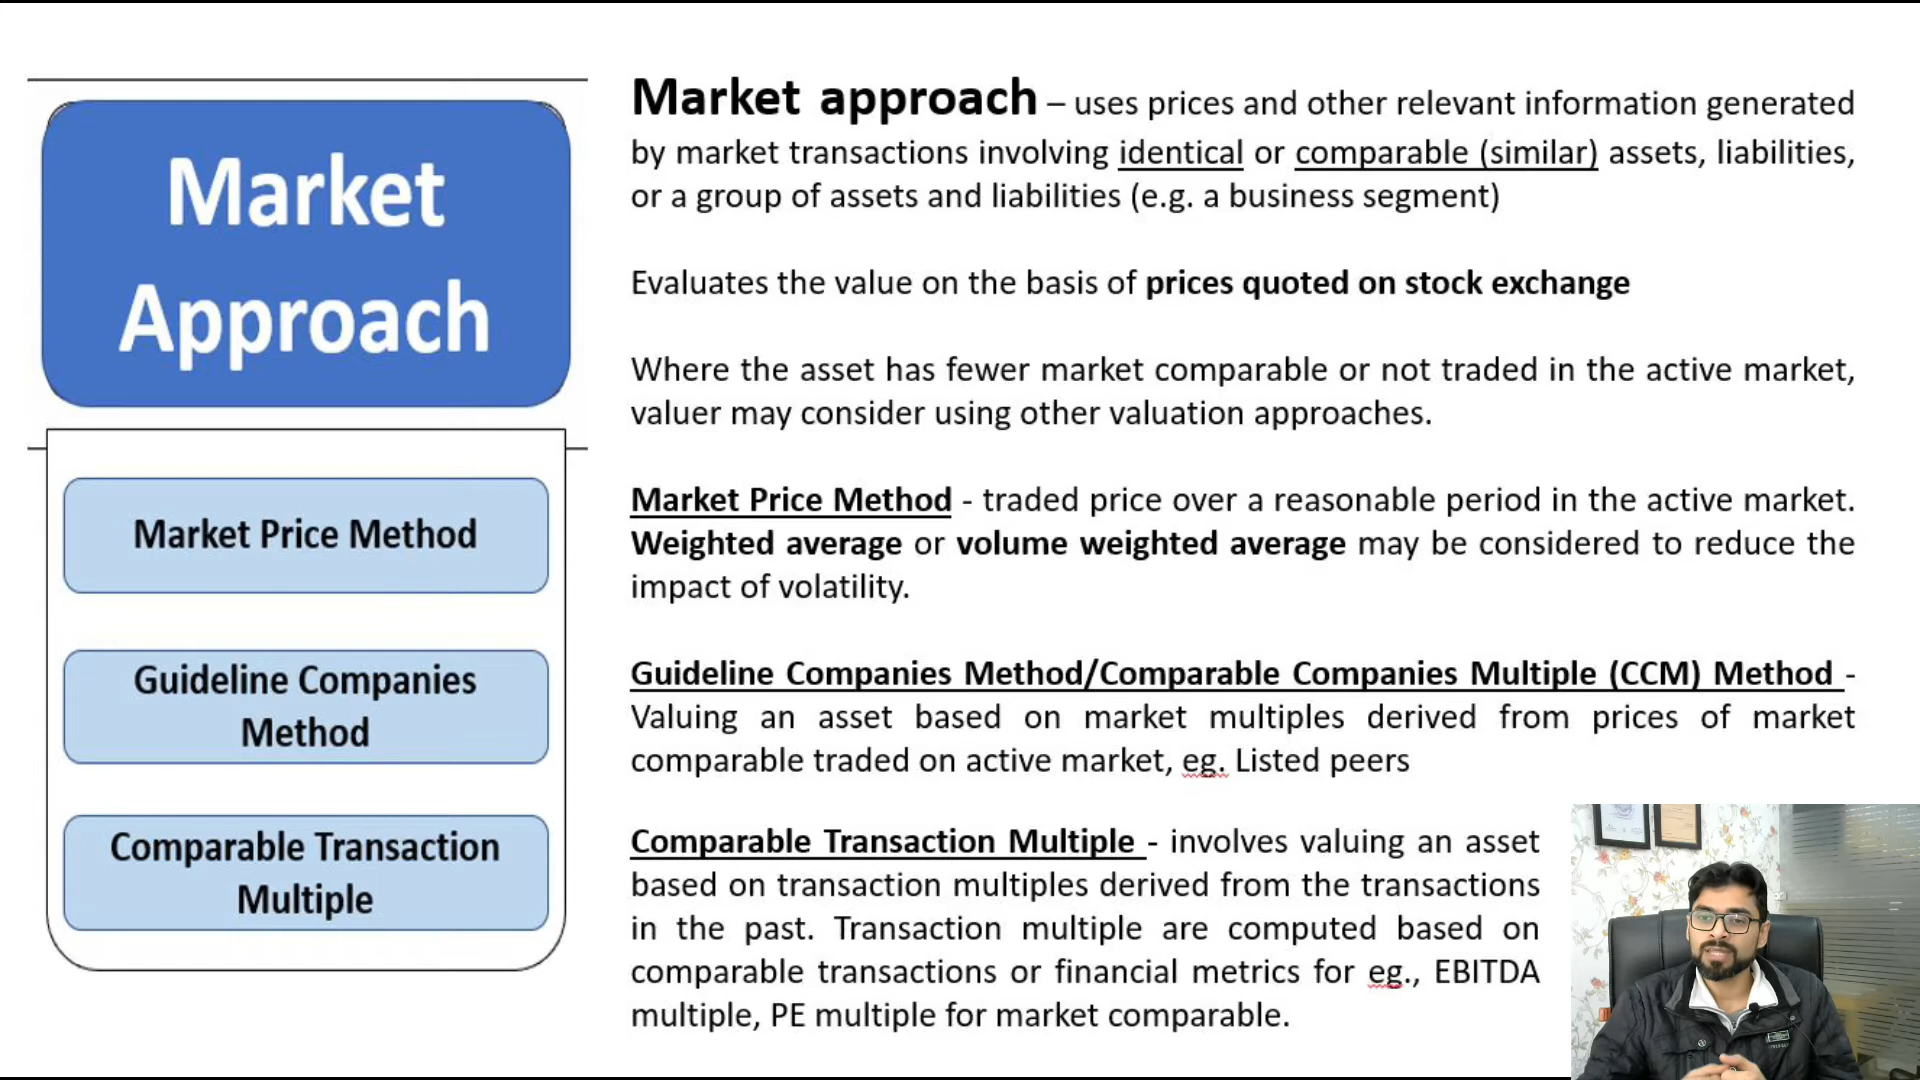 Market
Approach
Market Price Method
Guideline Companies
Method
Comparable Transaction
Multiple
Market approach – uses prices and other relevant information generated
by market transactions involving identical or comparable (similar) assets, liabilities,
or a group of assets and liabilities (e.g. a business segment)
Evaluates the value on the basis of prices quoted on stock exchange
Where the asset has fewer market comparable or not traded in the active market,
valuer may consider using other valuation approaches.
Market Price Method - traded price over a reasonable period in the active market.
Weighted average or volume weighted average may be considered to reduce the
impact of volatility.
Guideline Companies Method/Comparable Companies Multiple (CCM) Method -
Valuing an asset based on market multiples derived from prices of market
comparable traded on active market, eg. Listed peers
Comparable Transaction Multiple - involves valuing an asset
based on transaction multiples derived from the transactions
in the past. Transaction multiple are computed based on
comparable transactions or financial metrics for eg., EBITDA
multiple, PE multiple for market comparable.